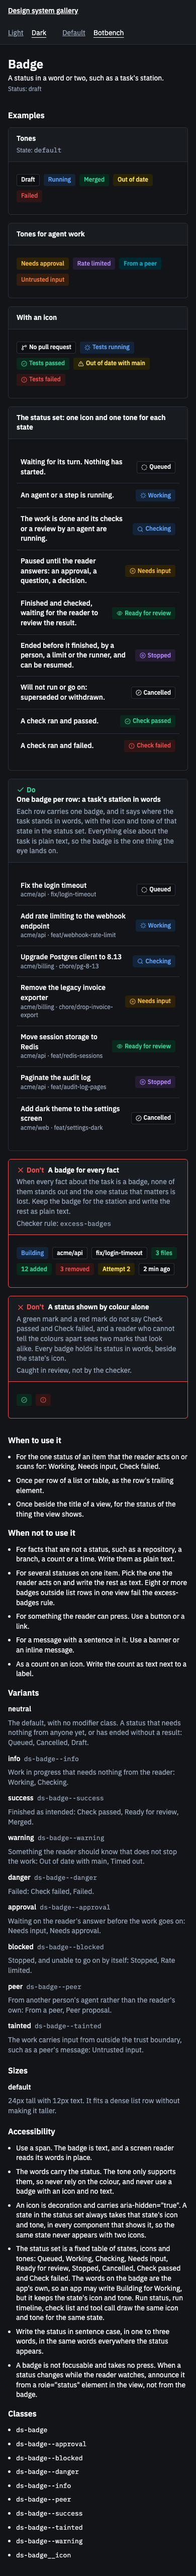 Design system gallery
Light Dark Default Botbench
Badge
A status in a word or two, such as a task's station.
Status: draft
Examples
Tones
State: default
Draft Running Merged Out of date
Failed
Tones for agent work
Needs approval Rate limited From a peer
Untrusted input
With an icon
No pull request Tests running
Tests passed Out of date with main
Tests failed
The status set: one icon and one tone for each
state
Waiting for its turn. Nothing has
started.
Queued
An agent or a step is running.
Working
The work is done and its checks
or a review by an agent are
running.
Checking
Paused until the reader
answers: an approval, a
question, a decision.
Needs input
Finished and checked,
waiting for the reader to
review the result.
Ready for review
Ended before it finished, by a
person, a limit or the runner, and
can be resumed.
Stopped
Will not run or go on:
superseded or withdrawn.
Cancelled
A check ran and passed.
Check passed
A check ran and failed.
Check failed
Do
One badge per row: a task's station in words
Each row carries one badge, and it says where the
task stands in words, with the icon and tone of that
state in the status set. Everything else about the
task is plain text, so the badge is the one thing the
eye lands on.
Fix the login timeout
acme/api · fix/login-timeout
Queued
Add rate limiting to the webhook
endpoint
acme/api · feat/webhook-rate-limit
Working
Upgrade Postgres client to 8.13
acme/billing · chore/pg-8-13
Checking
Remove the legacy invoice
exporter
acme/billing · chore/drop-invoice-
export
Needs input
Move session storage to
Redis
acme/api · feat/redis-sessions
Ready for review
Paginate the audit log
acme/api · feat/audit-log-pages
Stopped
Add dark theme to the settings
screen
acme/web · feat/settings-dark
Cancelled
Don't A badge for every fact
When every fact about the task is a badge, none of
them stands out and the one status that matters is
lost. Keep the badge for the station and write the
rest as plain text.
Checker rule: excess-badges
Building acme/api fix/login-timeout 3 files
12 added 3 removed Attempt 2 2 min ago
Don't A status shown by colour alone
A green mark and a red mark do not say Check
passed and Check failed, and a reader who cannot
tell the colours apart sees two marks that look
alike. Every badge holds its status in words, beside
the state's icon.
Caught in review, not by the checker.
When to use it
For the one status of an item that the reader acts on or
scans for: Working, Needs input, Check failed.
Once per row of a list or table, as the row's trailing
element.
Once beside the title of a view, for the status of the
thing the view shows.
When not to use it
For facts that are not a status, such as a repository, a
branch, a count or a time. Write them as plain text.
For several statuses on one item. Pick the one the
reader acts on and write the rest as text. Eight or more
badges outside list rows in one view fail the excess-
badges rule.
For something the reader can press. Use a button or a
link.
For a message with a sentence in it. Use a banner or
an inline message.
As a count on an icon. Write the count as text next to a
label.
Variants
neutral
The default, with no modifier class. A status that needs
nothing from anyone yet, or has ended without a result:
Queued, Cancelled, Draft.
info ds-badge--info
Work in progress that needs nothing from the reader:
Working, Checking.
success ds-badge--success
Finished as intended: Check passed, Ready for review,
Merged.
warning ds-badge--warning
Something the reader should know that does not stop
the work: Out of date with main, Timed out.
danger ds-badge--danger
Failed: Check failed, Failed.
approval ds-badge--approval
Waiting on the reader's answer before the work goes on:
Needs input, Needs approval.
blocked ds-badge--blocked
Stopped, and unable to go on by itself: Stopped, Rate
limited.
peer ds-badge--peer
From another person's agent rather than the reader's
own: From a peer, Peer proposal.
tainted ds-badge--tainted
The work carries input from outside the trust boundary,
such as a peer's message: Untrusted input.
Sizes
default
24px tall with 12px text. It fits a dense list row without
making it taller.
Accessibility
Use a span. The badge is text, and a screen reader
reads its words in place.
The words carry the status. The tone only supports
them, so never rely on the colour, and never use a
badge with an icon and no text.
An icon is decoration and carries aria-hidden="true". A
state in the status set always takes that state's icon
and tone, in every component that shows it, so the
same state never appears with two icons.
The status set is a fixed table of states, icons and
tones: Queued, Working, Checking, Needs input,
Ready for review, Stopped, Cancelled, Check passed
and Check failed. The words on the badge are the
app's own, so an app may write Building for Working,
but it keeps the state's icon and tone. Run status, run
timeline, check list and tool call draw the same icon
and tone for the same state.
Write the status in sentence case, in one to three
words, in the same words everywhere the status
appears.
A badge is not focusable and takes no press. When a
status changes while the reader watches, announce it
from a role="status" element in the view, not from the
badge.
Classes
ds-badge
ds-badge--approval
ds-badge--blocked
ds-badge--danger
ds-badge--info
ds-badge--peer
ds-badge--success
ds-badge--tainted
ds-badge--warning
ds-badge__icon